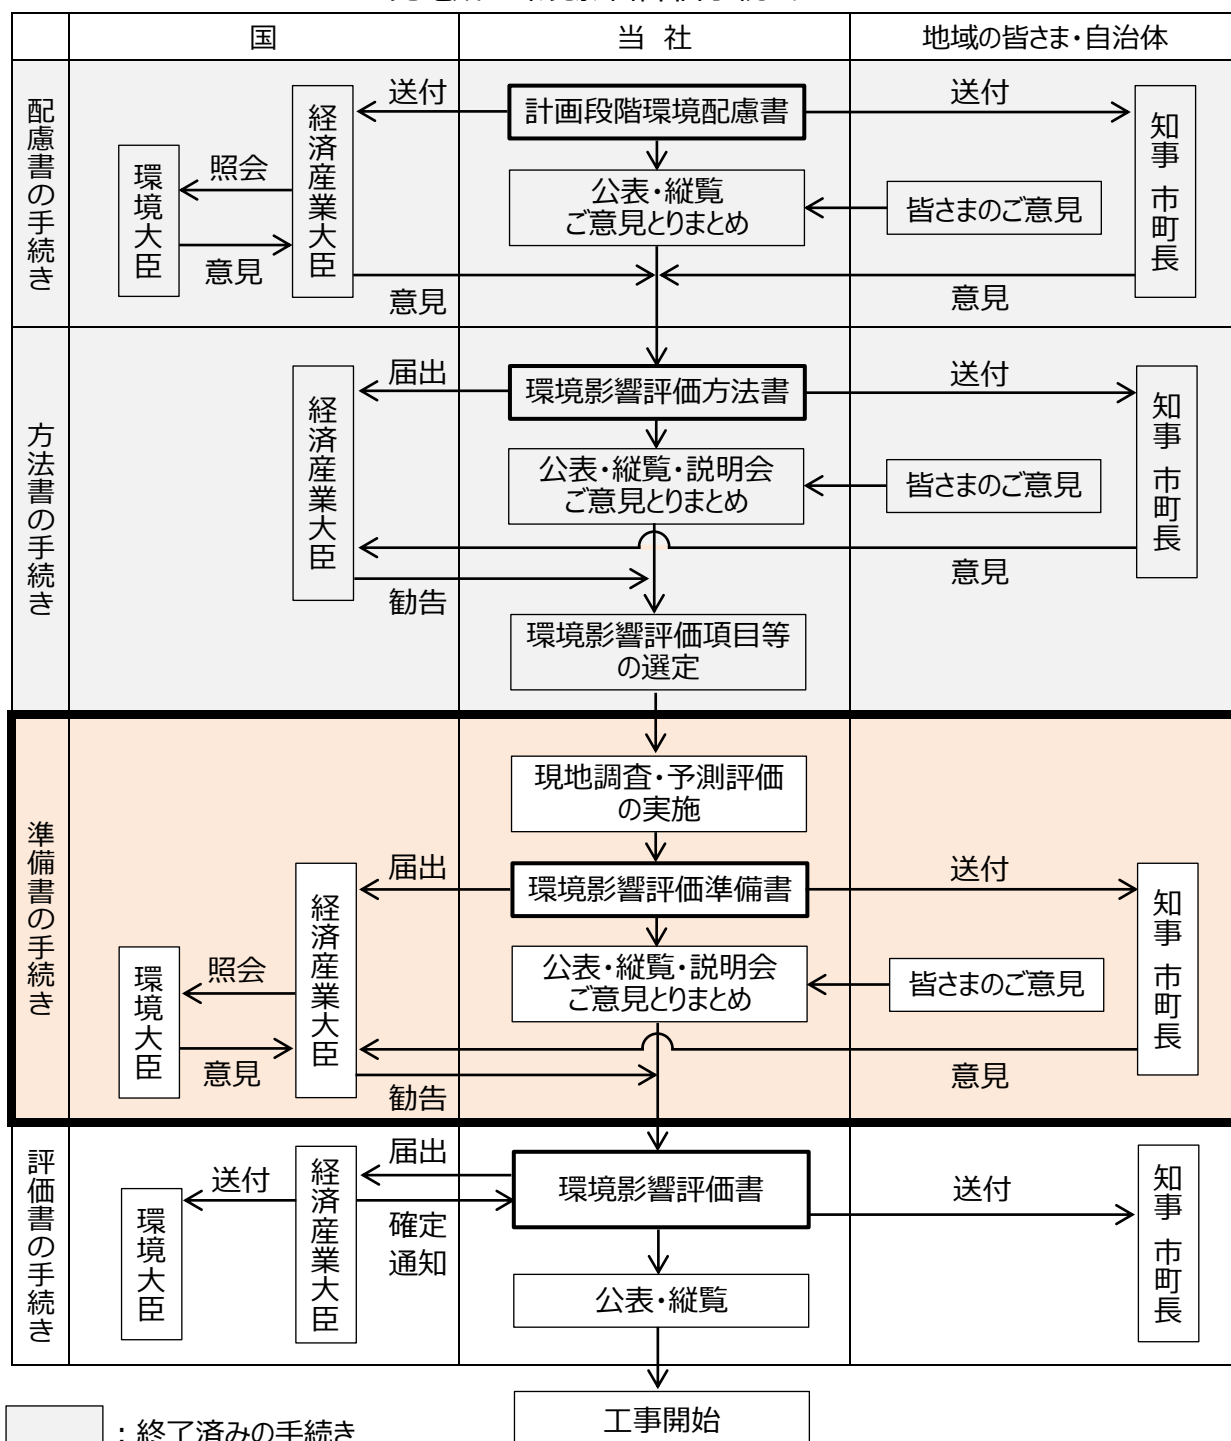 国
当 社
地域の皆さま・自治体
配慮書の手続き
送付
計画段階環境配慮書
送付
経済産業大臣
知事 市町長
環境大臣
照会
公表・縦覧
ご意見とりまとめ
皆さまのご意見
意見
意見
意見
方法書の手続き
届出
環境影響評価方法書
送付
経済産業大臣
知事 市町長
公表・縦覧・説明会
ご意見とりまとめ
皆さまのご意見
意見
勧告
環境影響評価項目等
の選定
準備書の手続き
現地調査・予測評価
の実施
届出
環境影響評価準備書
送付
経済産業大臣
知事 市町長
環境大臣
照会
公表・縦覧・説明会
ご意見とりまとめ
皆さまのご意見
意見
勧告
意見
評価書の手続き
届出
環境影響評価書
送付
送付
経済産業大臣
知事 市町長
環境大臣
確定
通知
公表・縦覧
工事開始
：終了済みの手続き